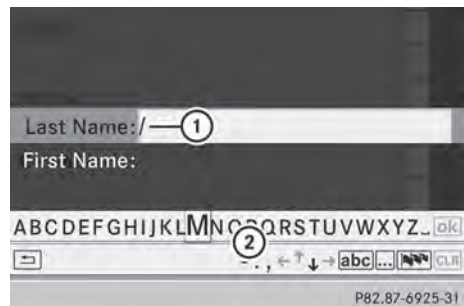 Last Name:/ 1
First Name:
ABCDEFGHIJKLMNOPQRSTUVWXYZ_ ok
2
- . , ← ↑ ↓ → abc ... CLR
P82.87-6925-31